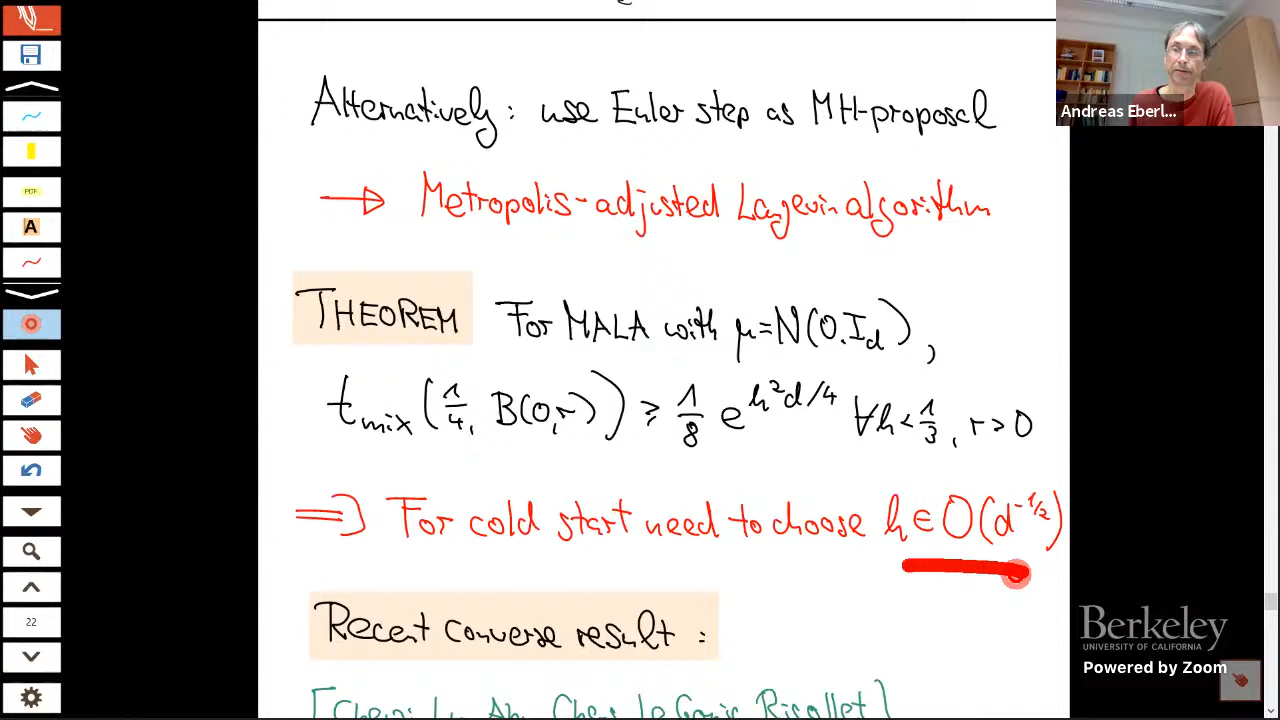 Alternatively: use Euler step as MH-proposal
→ Metropolis-adjusted Langevin algorithm
THEOREM For MALA with μ=N(0,I_d),
t_mix(1/4, B(0,r)) ≥ 1/8 e^{h²d/4} ∀h<1/3, r>0
⇒ For cold start need to choose h∈O(d^{-1/2})
Recent converse result:
Rigollet]
Andreas Eberl...
PDF
A
22
Berkeley
UNIVERSITY OF CALIFORNIA
Powered by Zoom